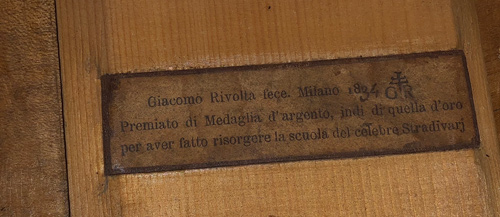 Giacomo Rivolta fece. Milano 1834 GR
Premiato di Medaglia d'argento, indi di quella d'oro
per aver fatto risorgere la scuola del celebre Stradivarj